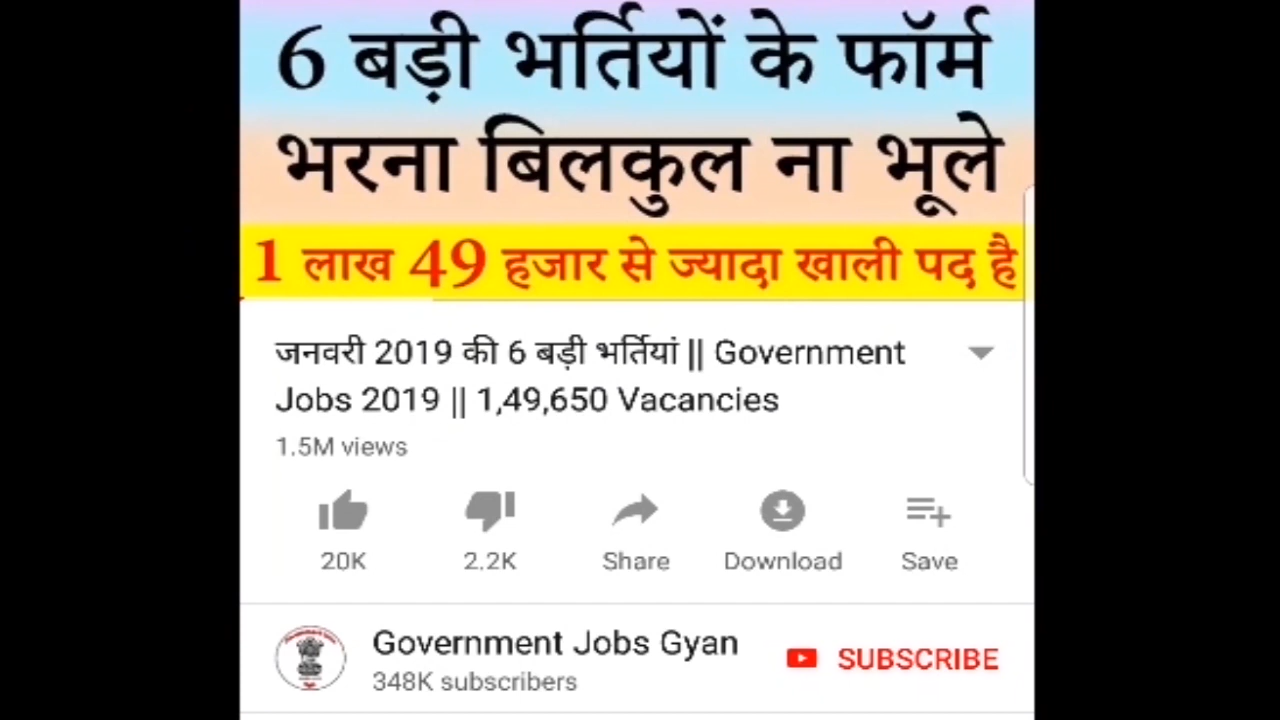 6 बड़ी भर्तियों के फॉर्म
भरना बिलकुल ना भूले
1 लाख 49 हजार से ज्यादा खाली पद है
जनवरी 2019 की 6 बड़ी भर्तियां || Government
Jobs 2019 || 1,49,650 Vacancies
1.5M views
20K 2.2K Share Download Save
Government Jobs Gyan
348K subscribers
SUBSCRIBE